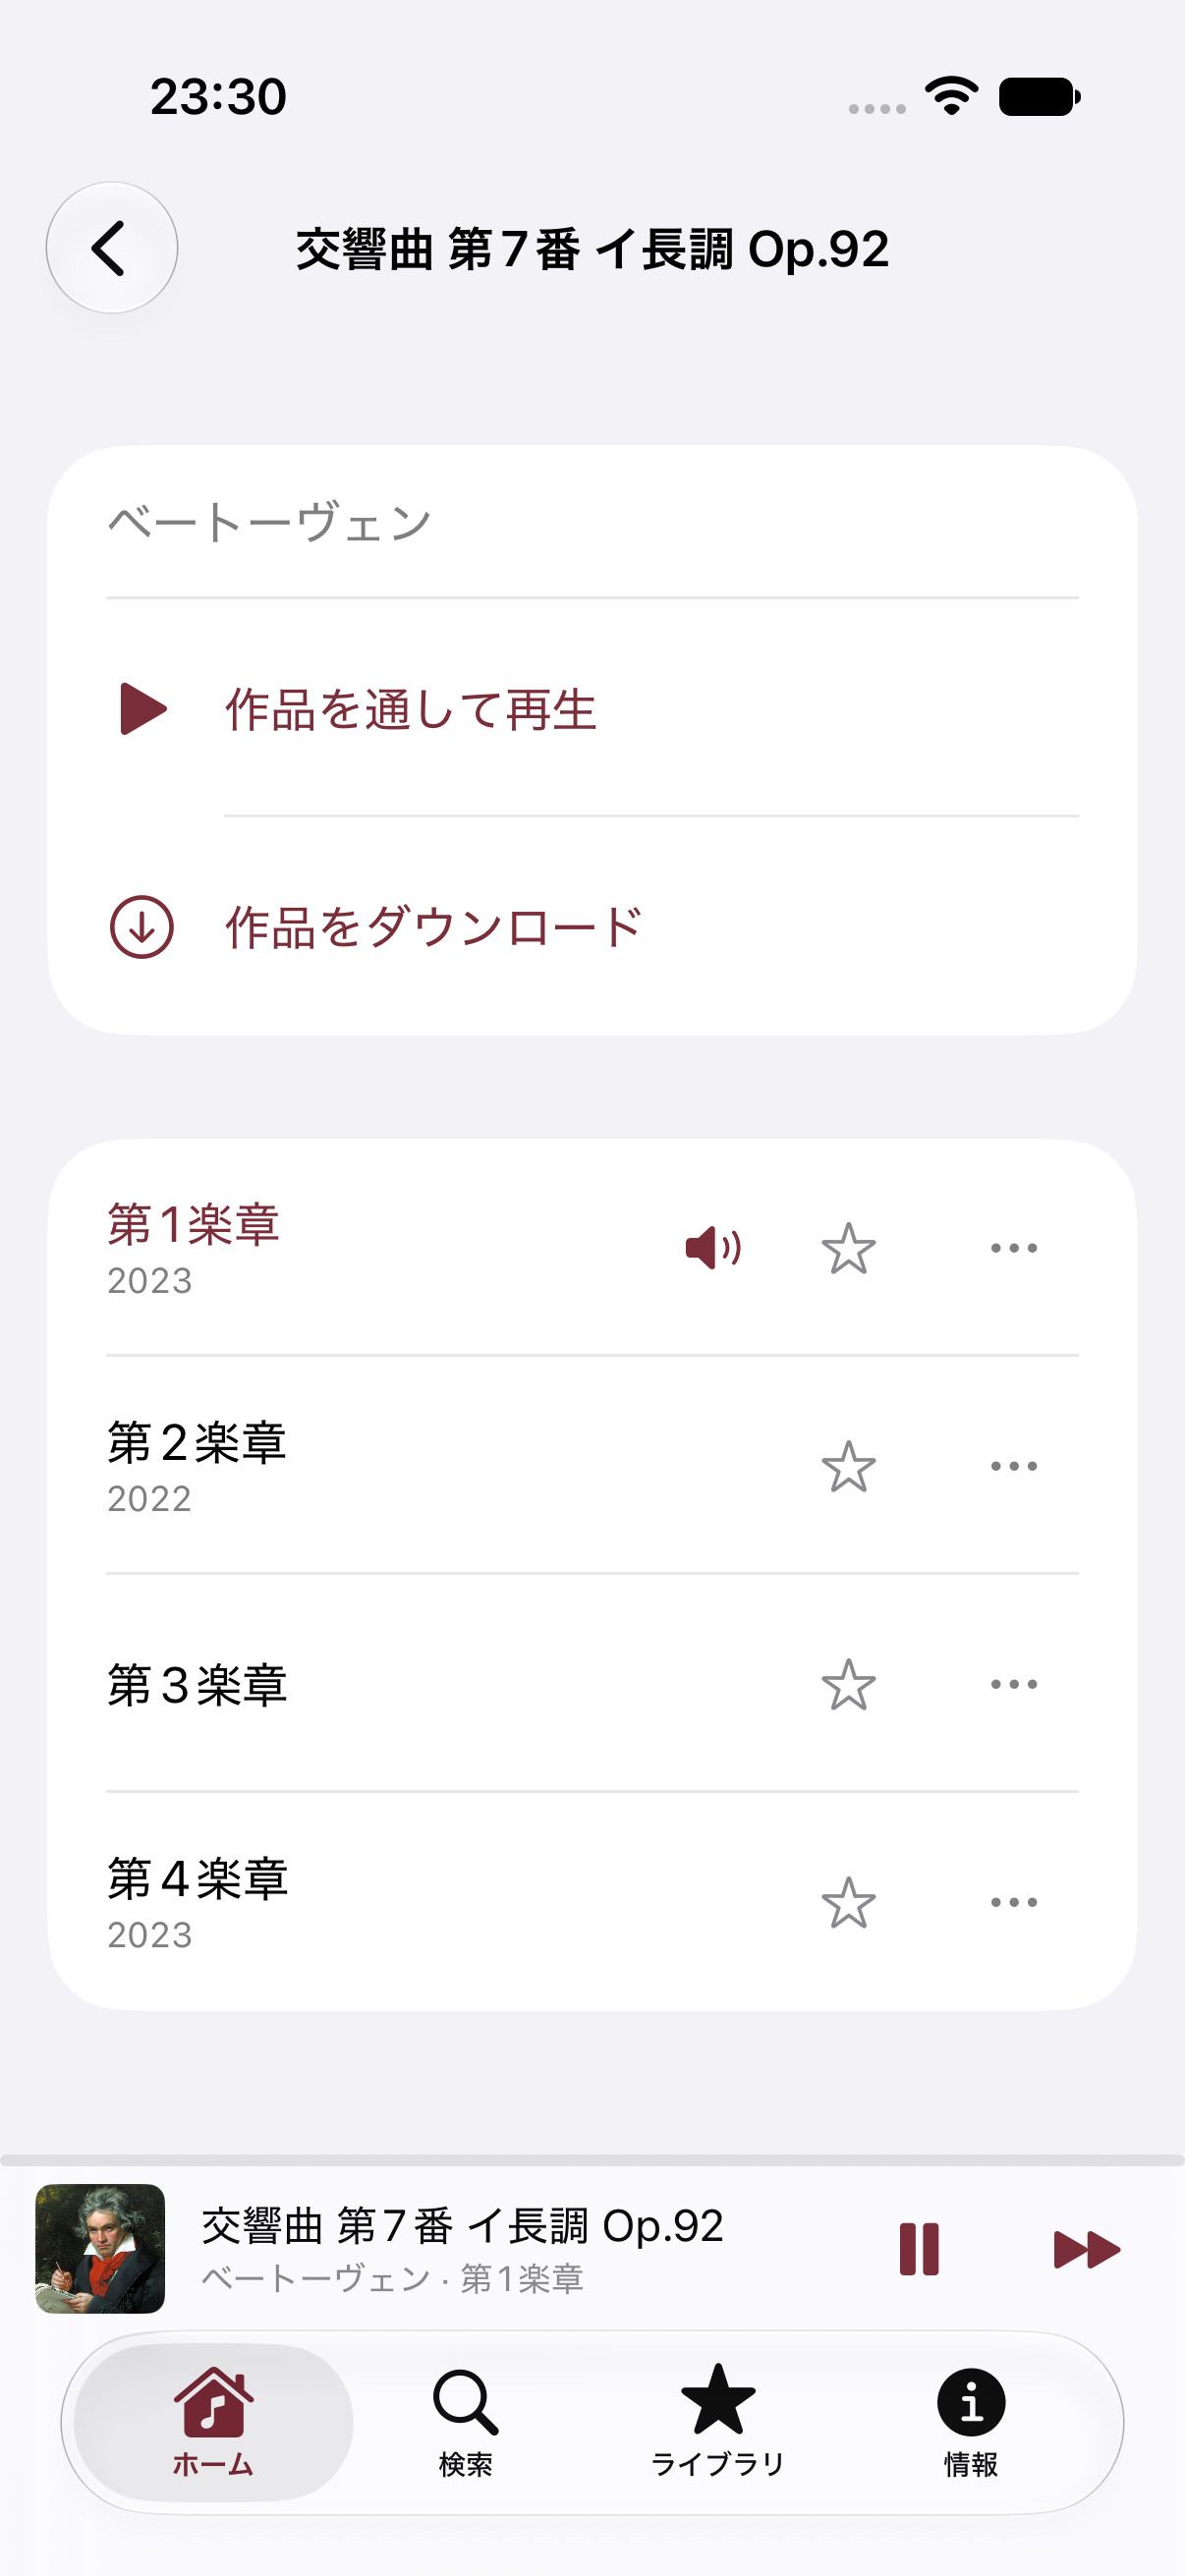 23:30
交響曲 第7番 イ長調 Op.92
ベートーヴェン
作品を通して再生
作品をダウンロード
第1楽章
2023
第2楽章
2022
第3楽章
第4楽章
2023
交響曲 第7番 イ長調 Op.92
ベートーヴェン · 第1楽章
ホーム
検索
ライブラリ
情報